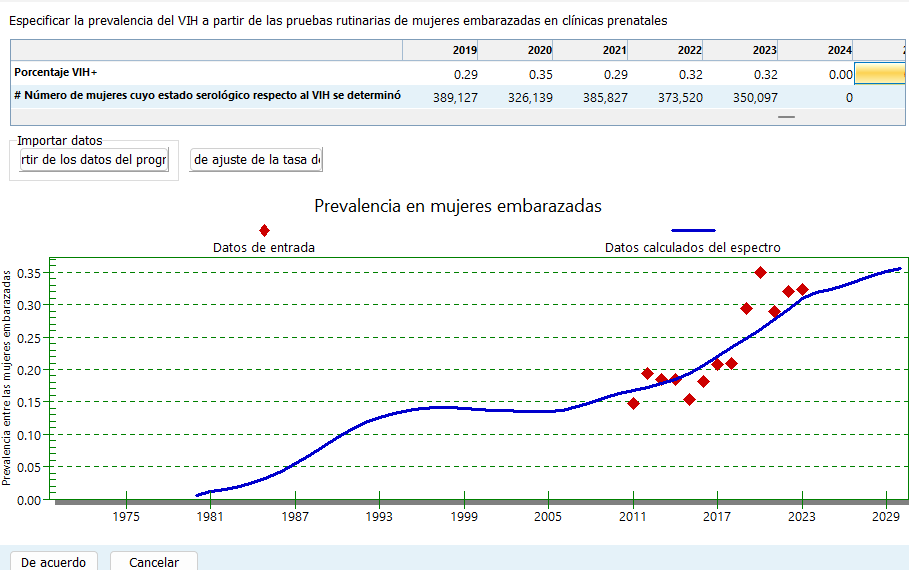 Especificar la prevalencia del VIH a partir de las pruebas rutinarias de mujeres embarazadas en clínicas prenatales
2019 2020 2021 2022 2023 2024
Porcentaje VIH+ 0.29 0.35 0.29 0.32 0.32 0.00
# Número de mujeres cuyo estado serológico respecto al VIH se determinó 389,127 326,139 385,827 373,520 350,097 0
Importar datos
rtir de los datos del progr de ajuste de la tasa de
Prevalencia en mujeres embarazadas
Datos de entrada Datos calculados del espectro
Prevalencia entre las mujeres embarazadas
0.35
0.30
0.25
0.20
0.15
0.10
0.05
0.00
1975 1981 1987 1993 1999 2005 2011 2017 2023 2029
De acuerdo Cancelar